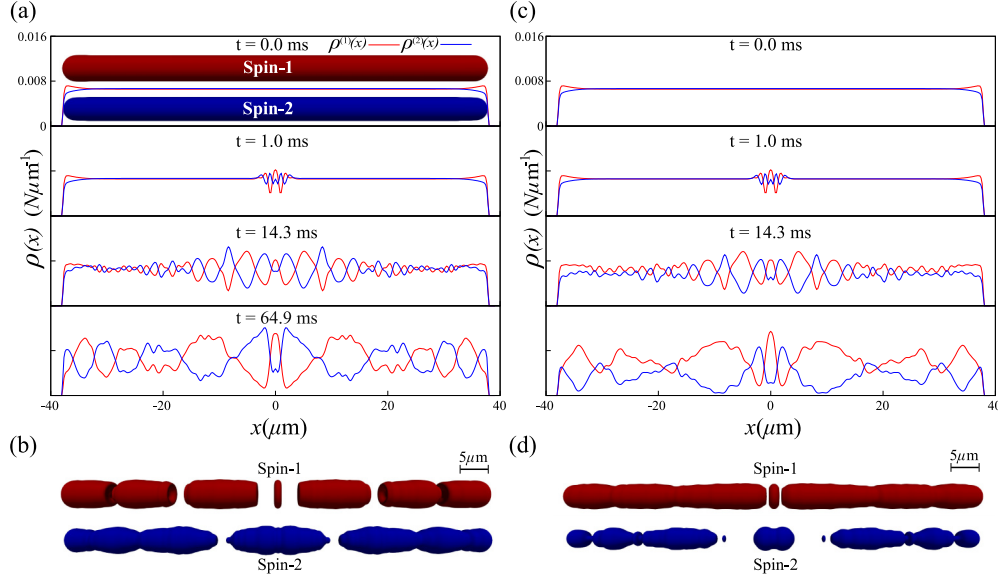 (a)
(c)
0.016
0.008
0
t = 0.0 ms
ρ⁽¹⁾(x)
ρ⁽²⁾(x)
Spin-1
Spin-2
t = 1.0 ms
t = 14.3 ms
t = 64.9 ms
ρ(x) (Nμm⁻¹)
-40
-20
0
20
40
x(μm)
0.016
0.008
0
t = 0.0 ms
t = 1.0 ms
t = 14.3 ms
ρ(x) (Nμm⁻¹)
-40
-20
0
20
40
x(μm)
(b)
Spin-1
5μm
Spin-2
(d)
Spin-1
5μm
Spin-2